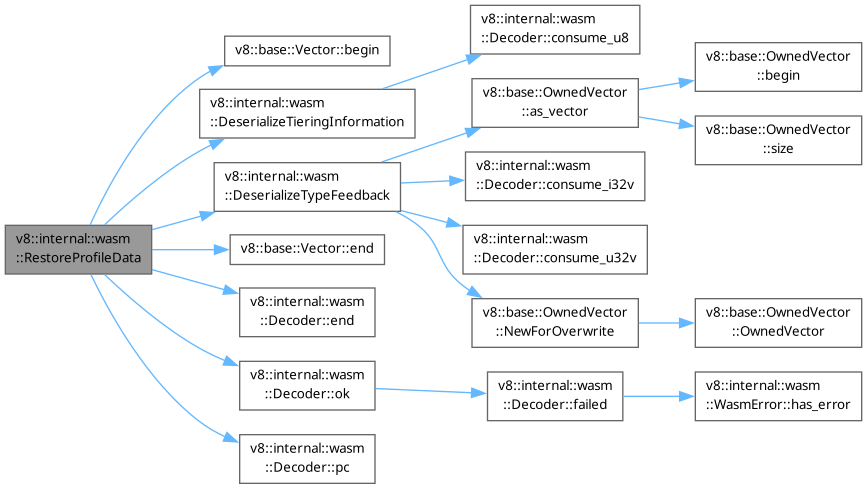 v8::internal::wasm
::RestoreProfileData
v8::base::Vector::begin
v8::internal::wasm
::DeserializeTieringInformation
v8::internal::wasm
::DeserializeTypeFeedback
v8::base::Vector::end
v8::internal::wasm
::Decoder::end
v8::internal::wasm
::Decoder::ok
v8::internal::wasm
::Decoder::pc
v8::internal::wasm
::Decoder::consume_u8
v8::base::OwnedVector
::as_vector
v8::internal::wasm
::Decoder::consume_i32v
v8::internal::wasm
::Decoder::consume_u32v
v8::base::OwnedVector
::NewForOverwrite
v8::internal::wasm
::Decoder::failed
v8::base::OwnedVector
::begin
v8::base::OwnedVector
::size
v8::base::OwnedVector
::OwnedVector
v8::internal::wasm
::WasmError::has_error